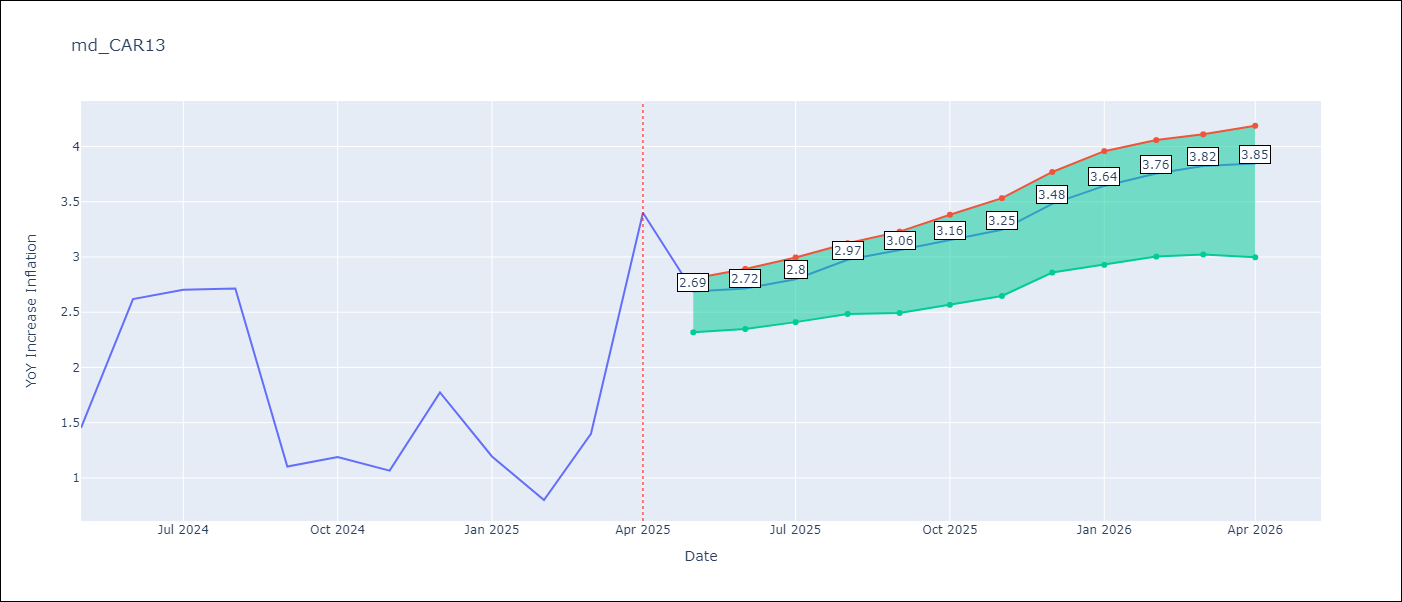 md_CAR13
YoY Increase Inflation
4
3.5
3
2.5
2
1.5
1
2.69
2.72
2.8
2.97
3.06
3.16
3.25
3.48
3.64
3.76
3.82
3.85
Jul 2024
Oct 2024
Jan 2025
Apr 2025
Jul 2025
Oct 2025
Jan 2026
Apr 2026
Date